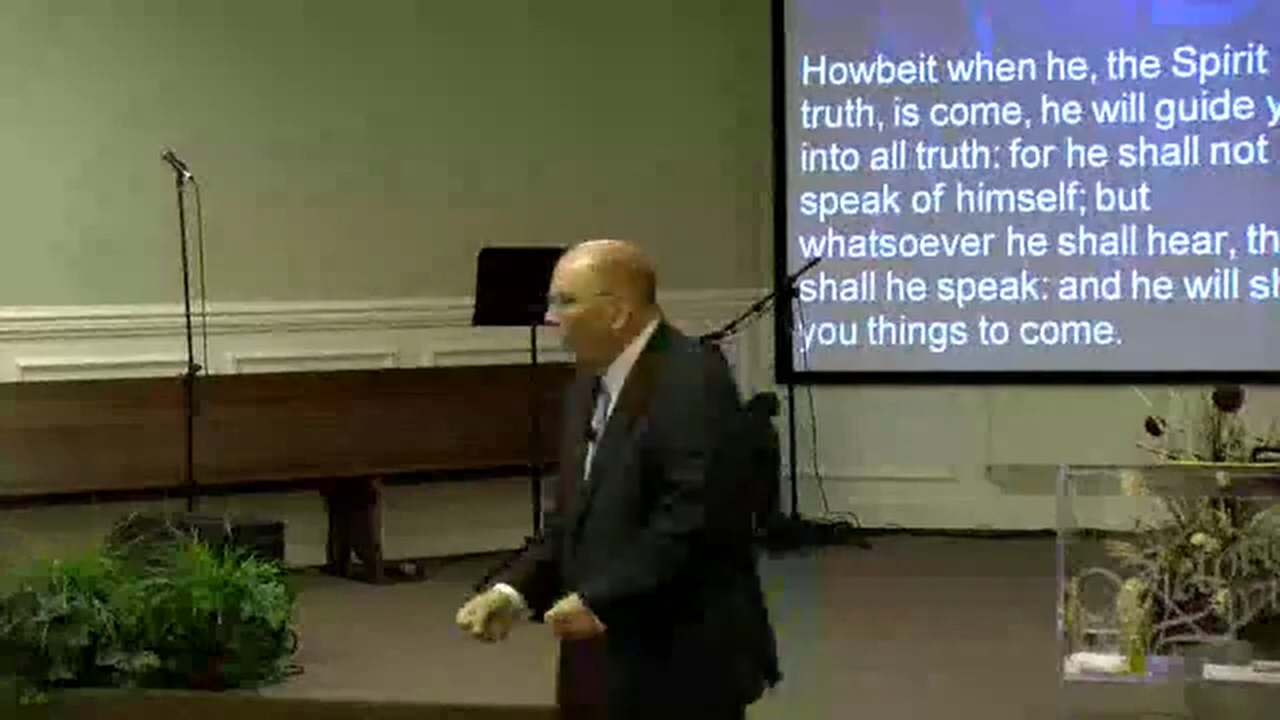 Howbeit when he, the Spirit
truth, is come, he will guide
into all truth: for he shall not
speak of himself; but
whatsoever he shall hear,
shall he speak: and he will
you things to come.